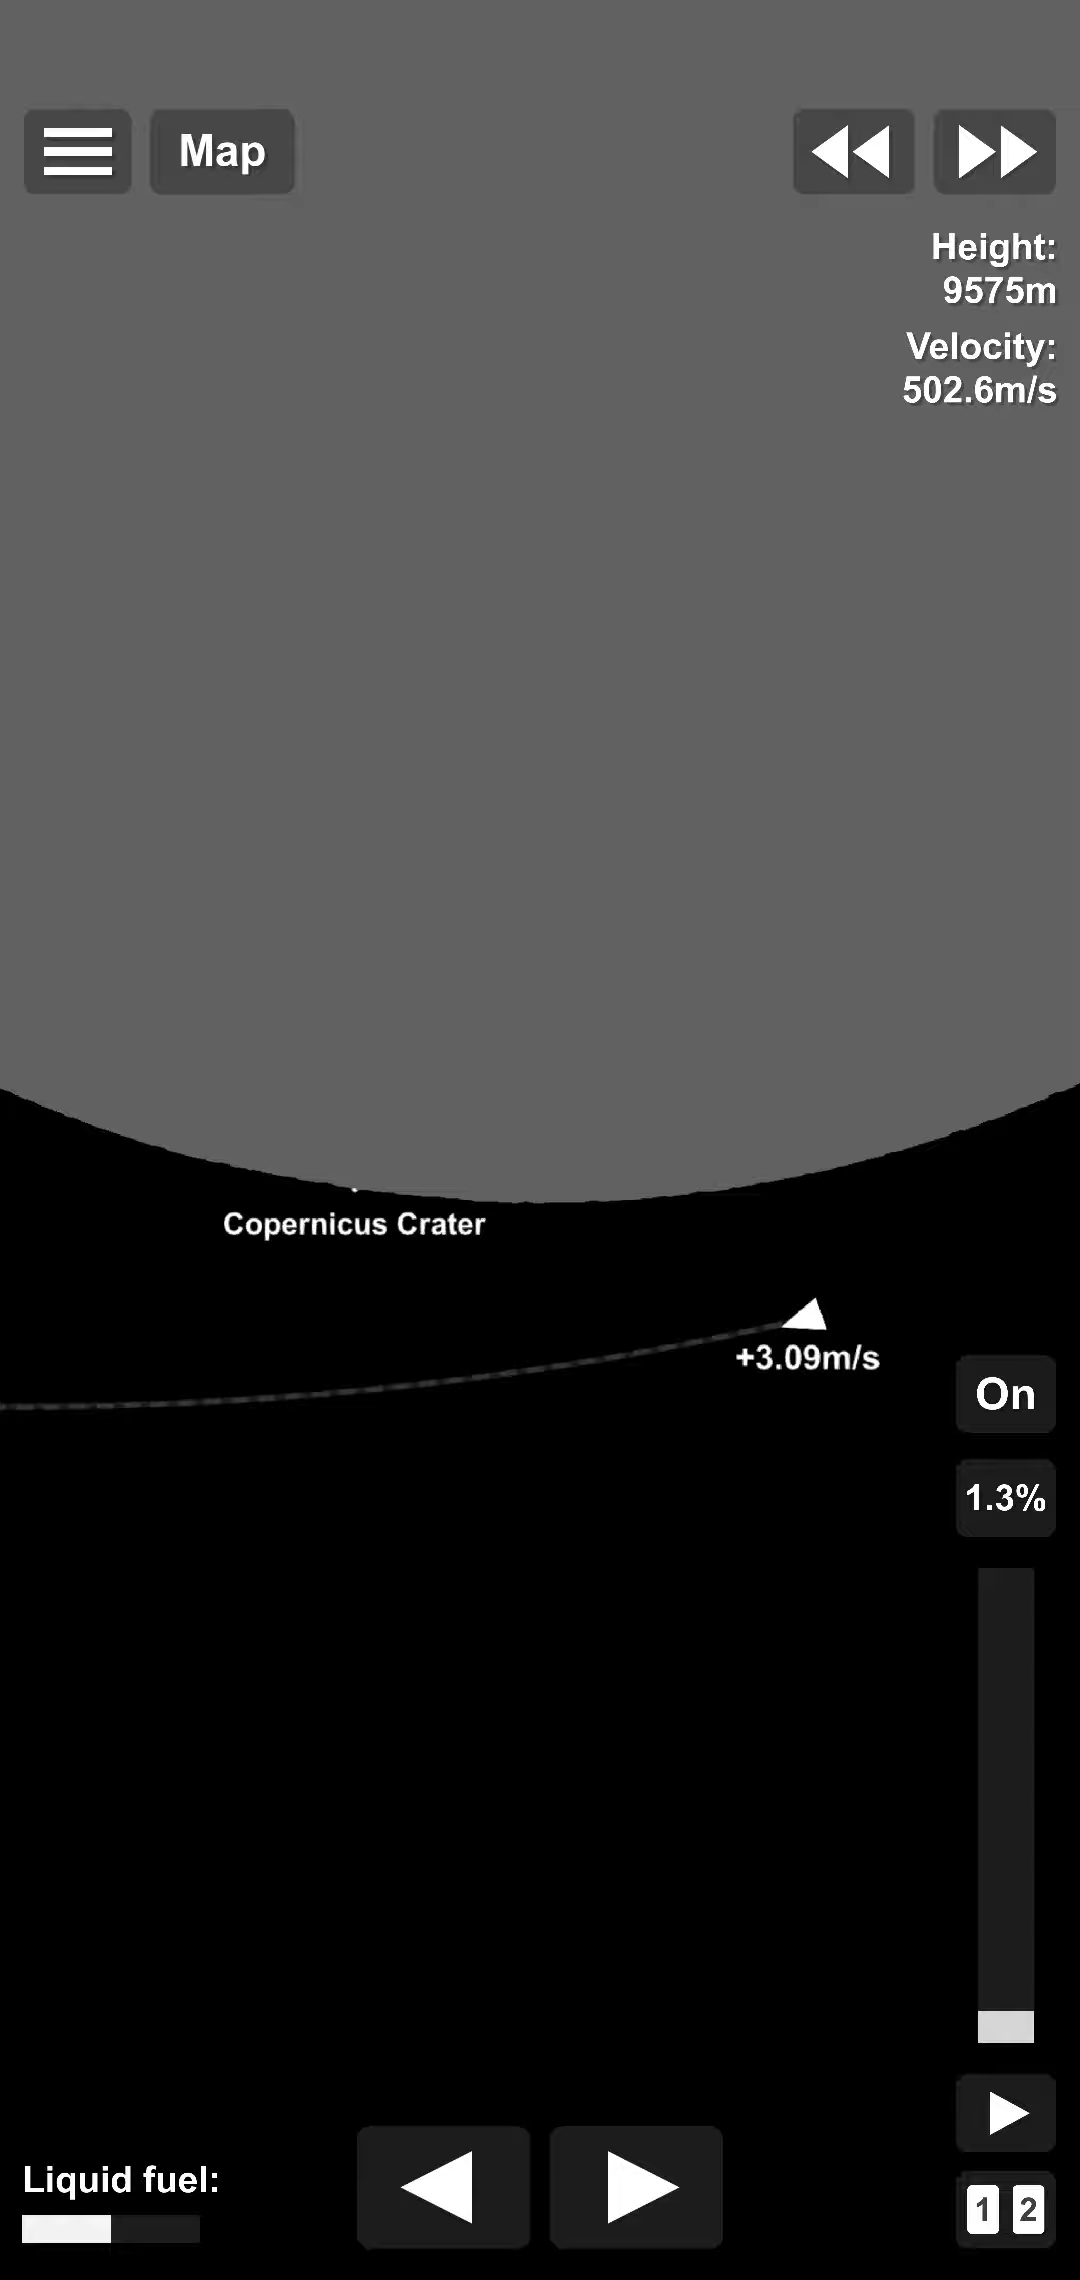 Map
Height:
9575m
Velocity:
502.6m/s
Copernicus Crater
+3.09m/s
On
1.3%
Liquid fuel:
1 2